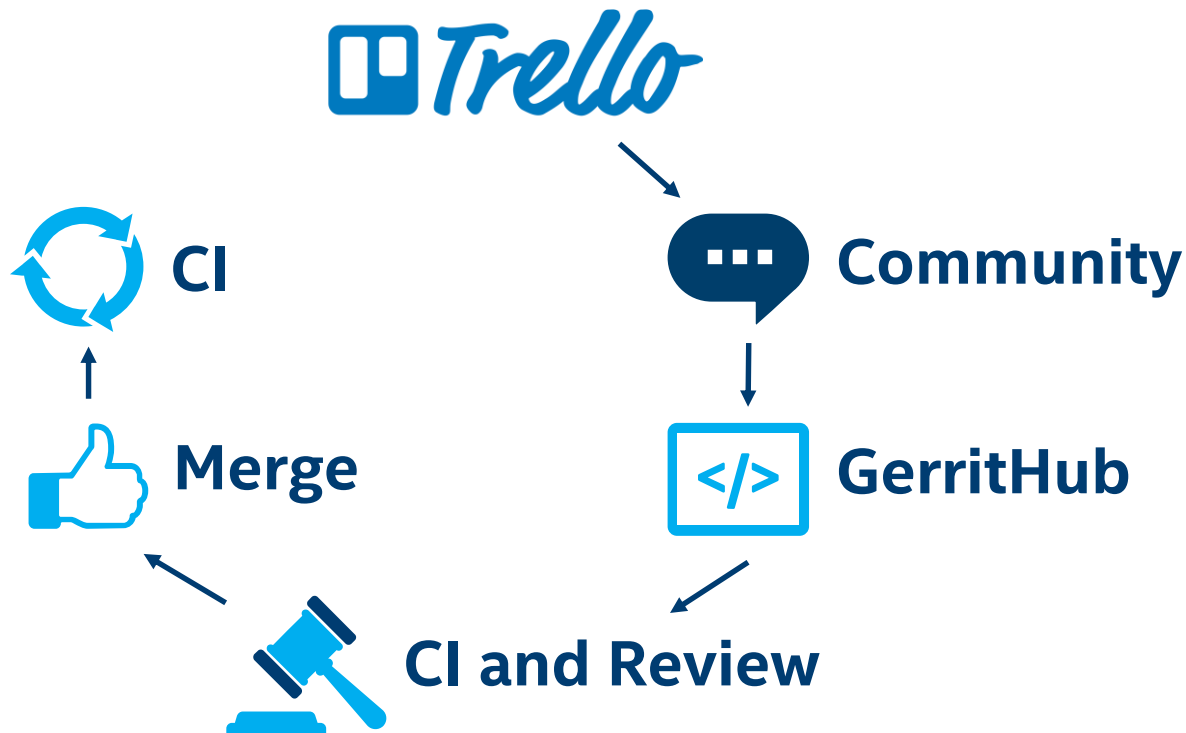 Trello
Community
GerritHub
</>
CI and Review
Merge
CI